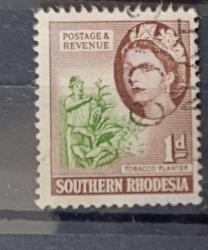 POSTAGE &
REVENUE
1d
TOBACCO PLANTER
SOUTHERN RHODESIA